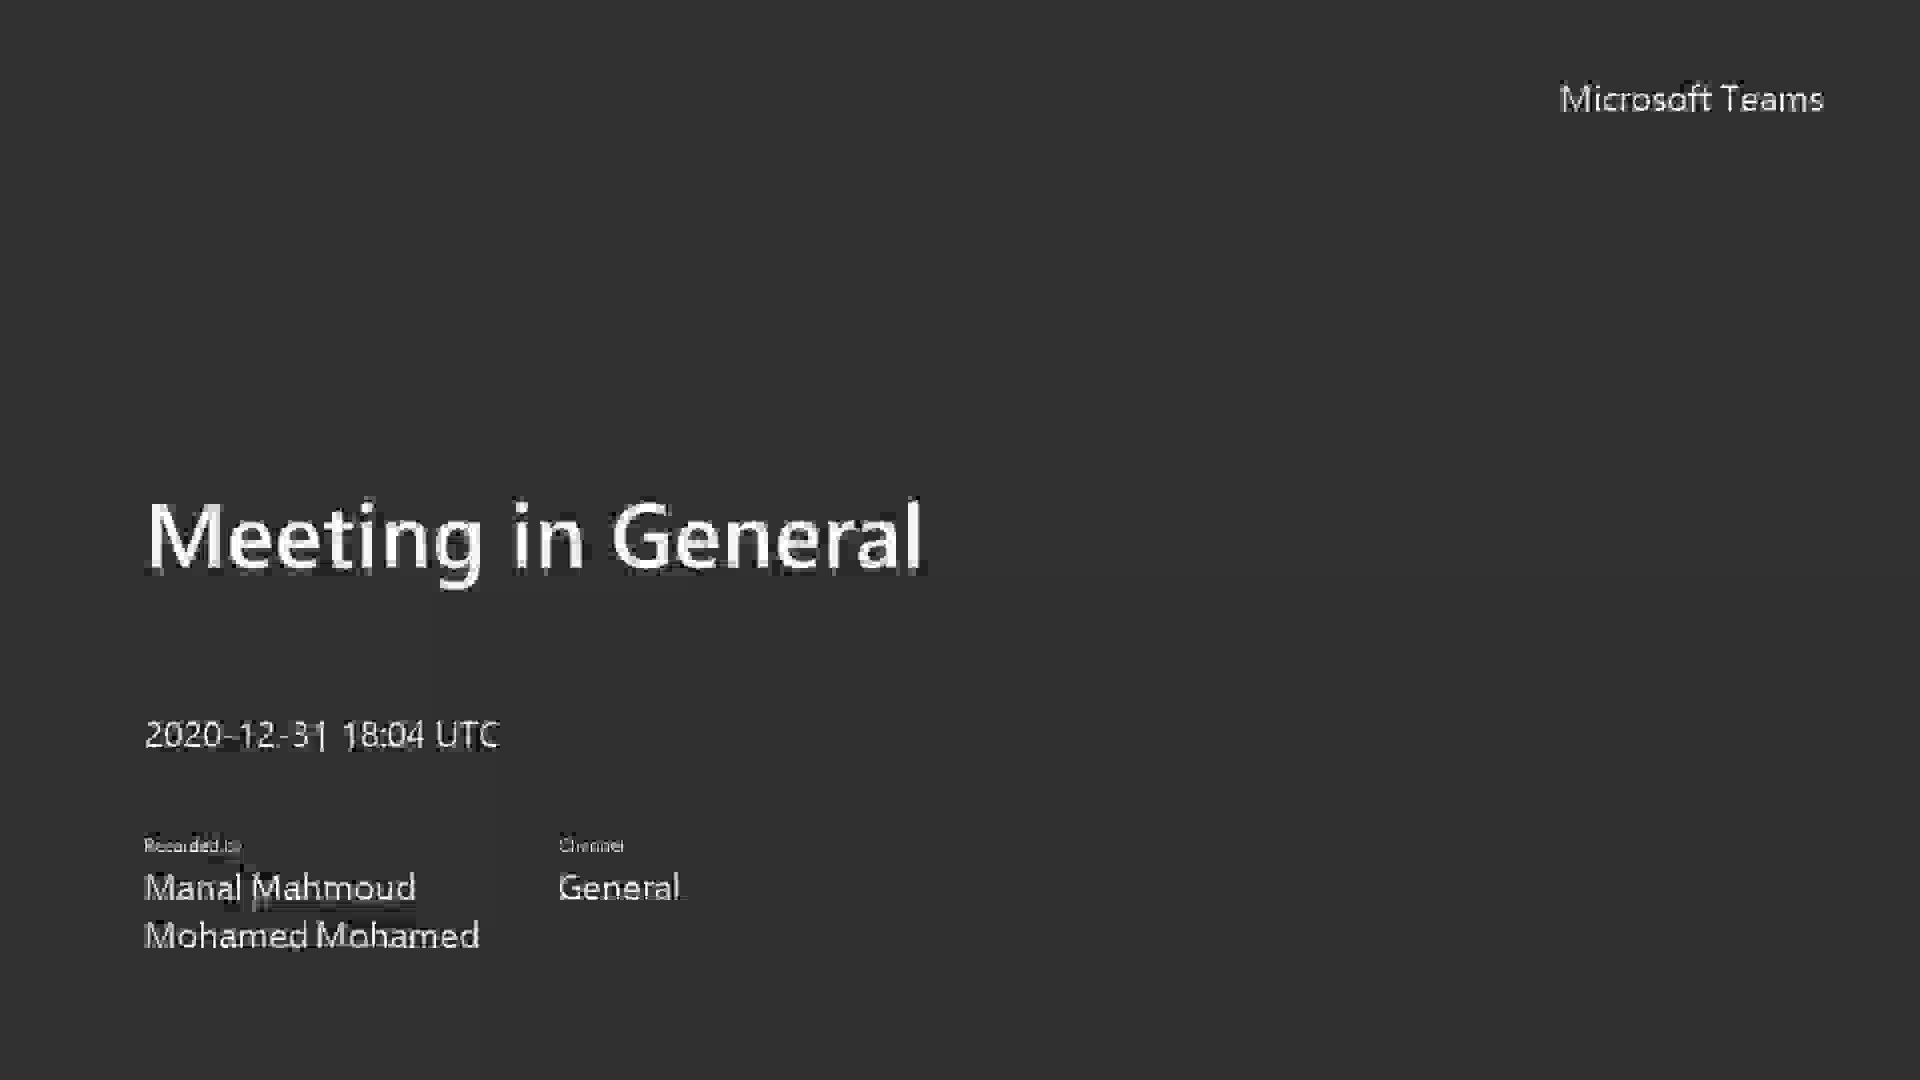 Microsoft Teams
Meeting in General
2020-12-31 18:04 UTC
Recorded by
Channel
Manal Mahmoud
Mohamed Mohamed
General